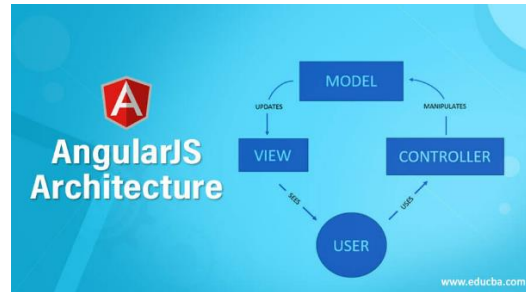 A
AngularJS
Architecture
MODEL
UPDATES
MANIPULATES
VIEW
CONTROLLER
SEES
USES
USER
www.educba.com